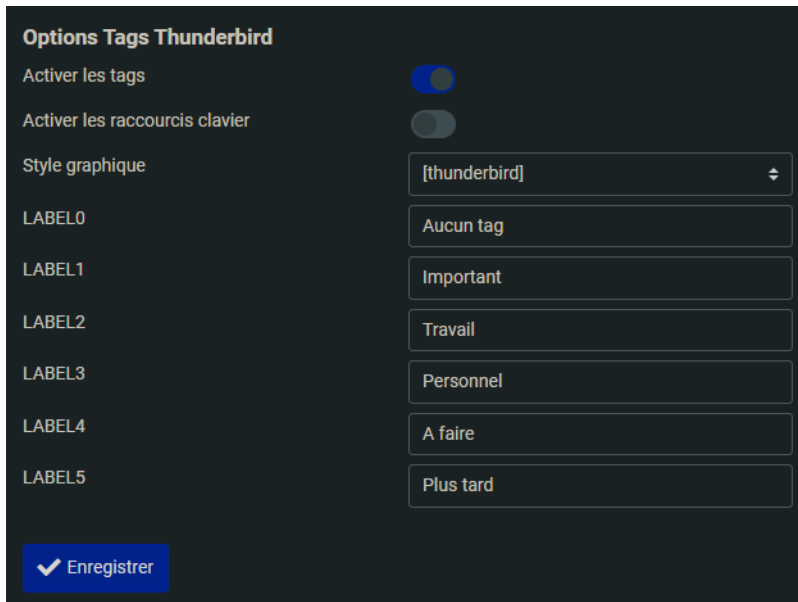 Options Tags Thunderbird
Activer les tags
Activer les raccourcis clavier
Style graphique [thunderbird]
LABEL0 Aucun tag
LABEL1 Important
LABEL2 Travail
LABEL3 Personnel
LABEL4 A faire
LABEL5 Plus tard
Enregistrer